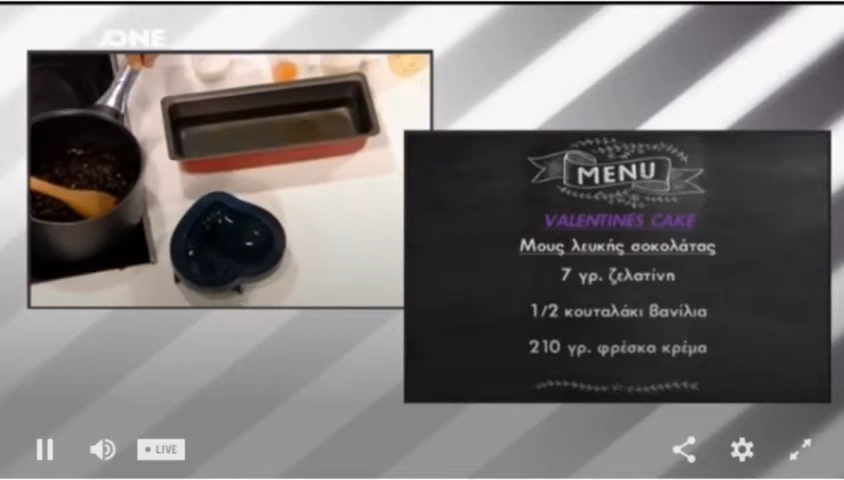 ONE
MENU
VALENTINES CAKE
Μους λευκής σοκολάτας
7 γρ. ζελατίνη
1/2 κουταλάκι βανίλια
210 γρ. φρέσκα κρέμα
LIVE